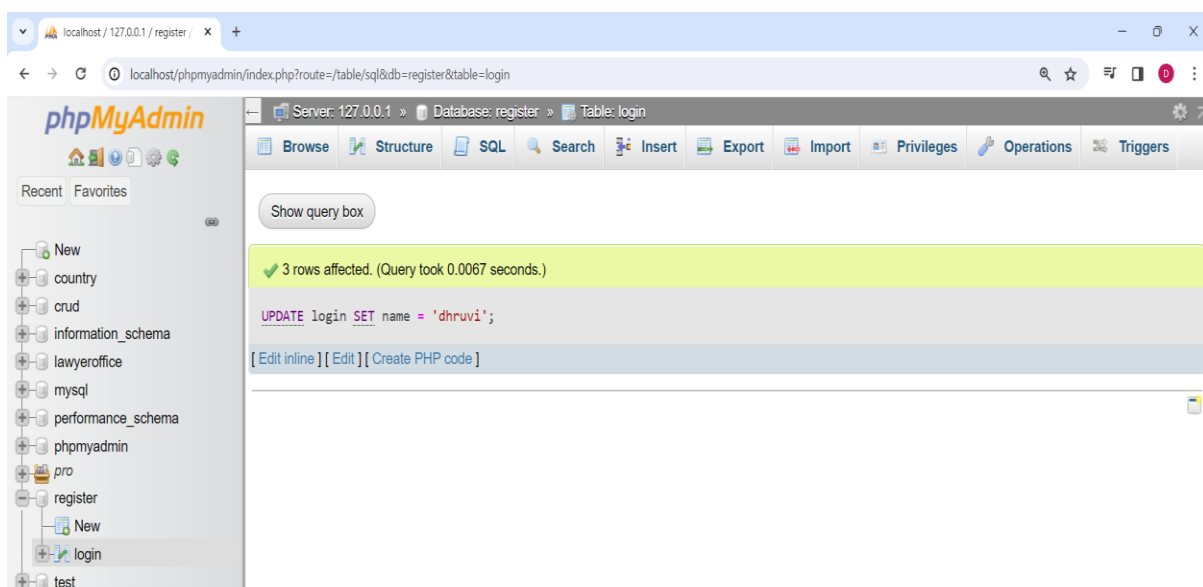 localhost / 127.0.0.1 / register /
localhost/phpmyadmin/index.php?route=/table/sql&db=register&table=login
D
phpMyAdmin
Recent Favorites
New
country
crud
information_schema
lawyeroffice
mysql
performance_schema
phpmyadmin
pro
register
New
login
test
Server: 127.0.0.1 » Database: register » Table: login
Browse Structure SQL Search Insert Export Import Privileges Operations Triggers
Show query box
3 rows affected. (Query took 0.0067 seconds.)
UPDATE login SET name = 'dhruvi';
[ Edit inline ] [ Edit ] [ Create PHP code ]